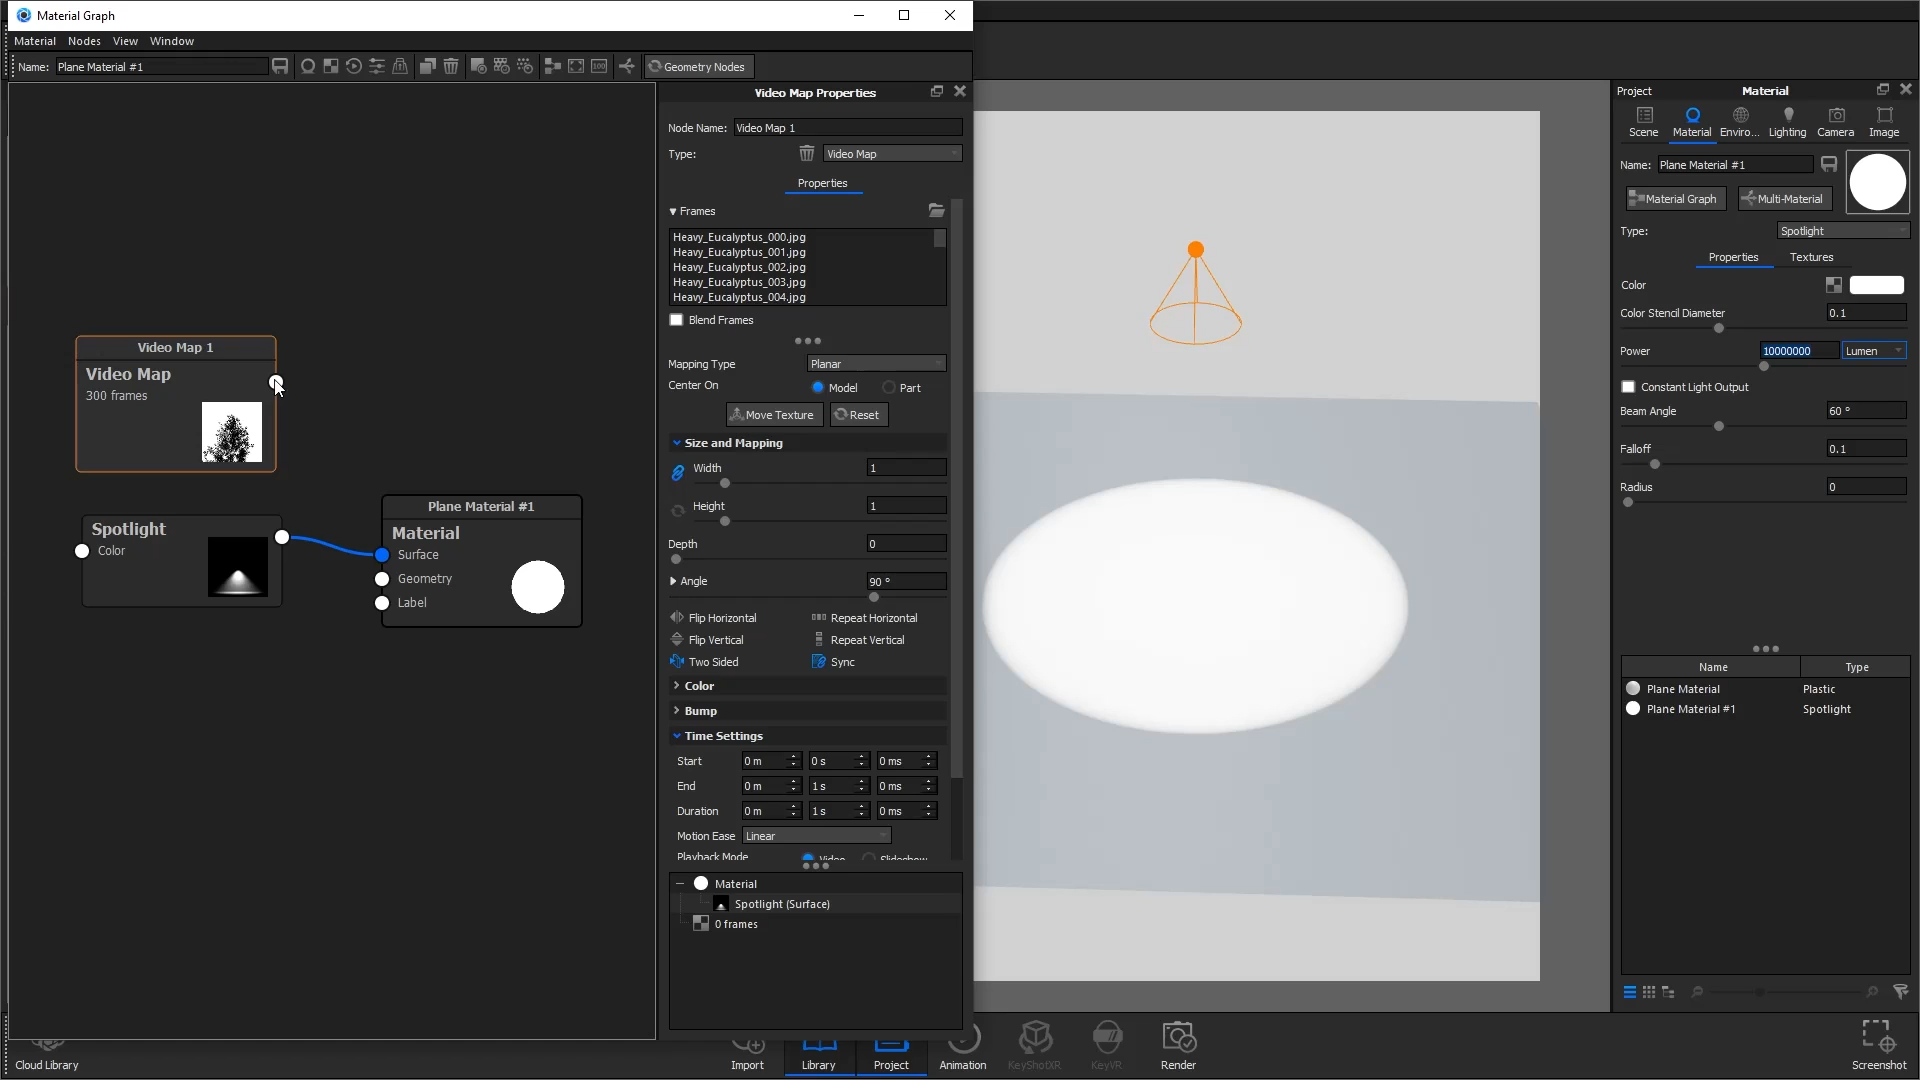 Material Graph
Material Nodes View Window
Name: Plane Material #1
Geometry Nodes
Video Map Properties
Node Name: Video Map 1
Type: Video Map
Properties
Frames
Heavy_Eucalyptus_000.jpg
Heavy_Eucalyptus_001.jpg
Heavy_Eucalyptus_002.jpg
Heavy_Eucalyptus_003.jpg
Heavy_Eucalyptus_004.jpg
Blend Frames
Mapping Type Planar
Center On Model Part
Move Texture Reset
Size and Mapping
Width 1
Height 1
Depth 0
Angle 90 °
Flip Horizontal Repeat Horizontal
Flip Vertical Repeat Vertical
Two Sided Sync
Color
Bump
Time Settings
Start 0 m 0 s 0 ms
End 0 m 1 s 0 ms
Duration 0 m 1 s 0 ms
Motion Ease Linear
Playback Mode Video Slideshow
Material
Spotlight (Surface)
0 frames
Video Map 1
Video Map
300 frames
Spotlight
Color
Plane Material #1
Material
Surface
Geometry
Label
Project Material
Scene Material Enviro... Lighting Camera Image
Name: Plane Material #1
Material Graph Multi-Material
Type: Spotlight
Properties Textures
Color
Color Stencil Diameter 0.1
Power 10000000 Lumen
Constant Light Output
Beam Angle 60 °
Falloff 0.1
Radius 0
Name Type
Plane Material Plastic
Plane Material #1 Spotlight
Cloud Library Import Library Project Animation KeyShotXR KeyVR Render Screenshot